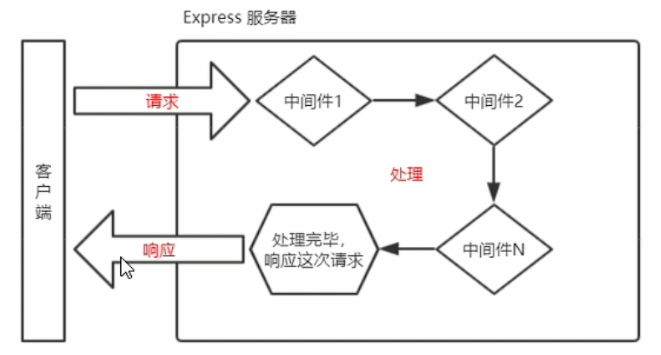 Express 服务器
客户端
请求
中间件1
中间件2
处理
响应
处理完毕，
响应这次请求
中间件N